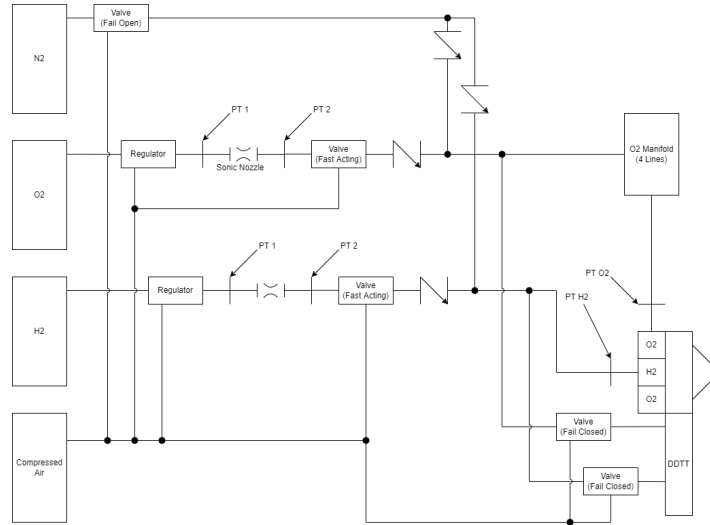 Valve
(Fail Open)
N2
PT 1
PT 2
O2
Regulator
Sonic Nozzle
Valve
(Fast Acting)
O2 Manifold
(4 Lines)
PT 1
PT 2
H2
Regulator
Valve
(Fast Acting)
PT O2
PT H2
O2
H2
O2
Compressed
Air
Valve
(Fail Closed)
DDTT
Valve
(Fail Closed)